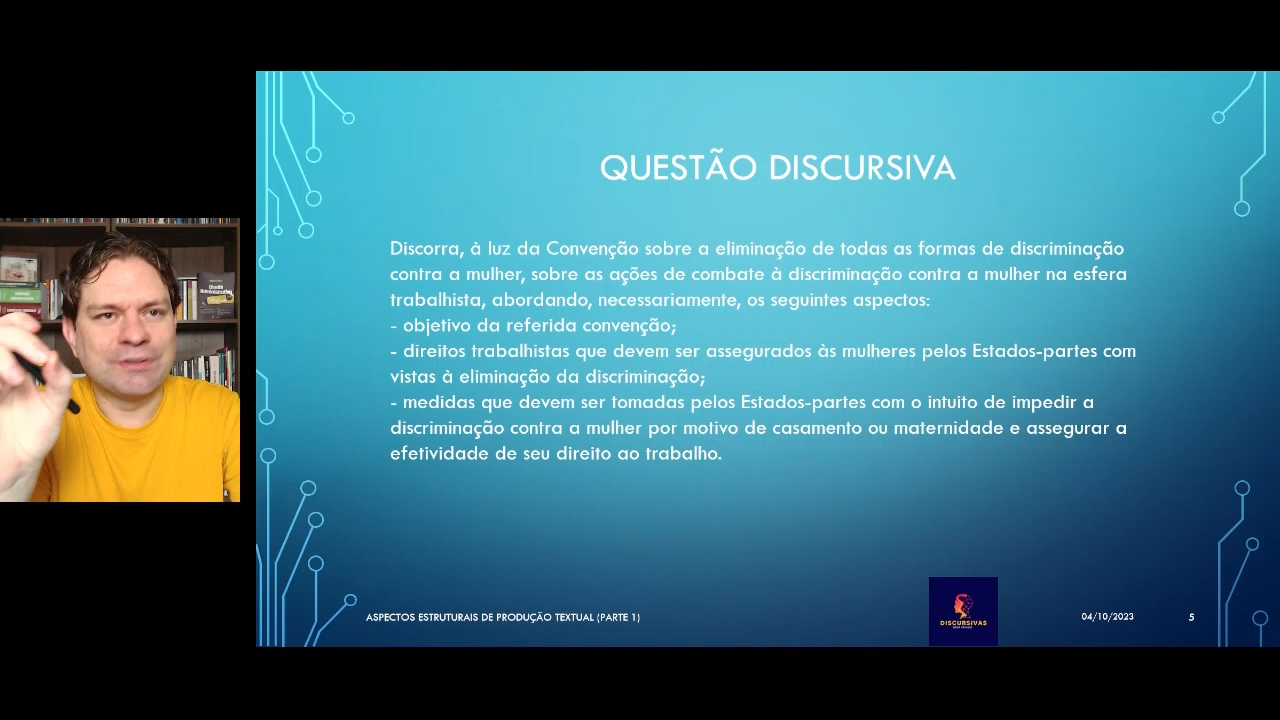 QUESTÃO DISCURSIVA
Discorra, à luz da Convenção sobre a eliminação de todas as formas de discriminação
contra a mulher, sobre as ações de combate à discriminação contra a mulher na esfera
trabalhista, abordando, necessariamente, os seguintes aspectos:
- objetivo da referida convenção;
- direitos trabalhistas que devem ser assegurados às mulheres pelos Estados-partes com
vistas à eliminação da discriminação;
- medidas que devem ser tomadas pelos Estados-partes com o intuito de impedir a
discriminação contra a mulher por motivo de casamento ou maternidade e assegurar a
efetividade de seu direito ao trabalho.
ASPECTOS ESTRUTURAIS DE PRODUÇÃO TEXTUAL (PARTE 1)
DISCURSIVAS
04/10/2023
5